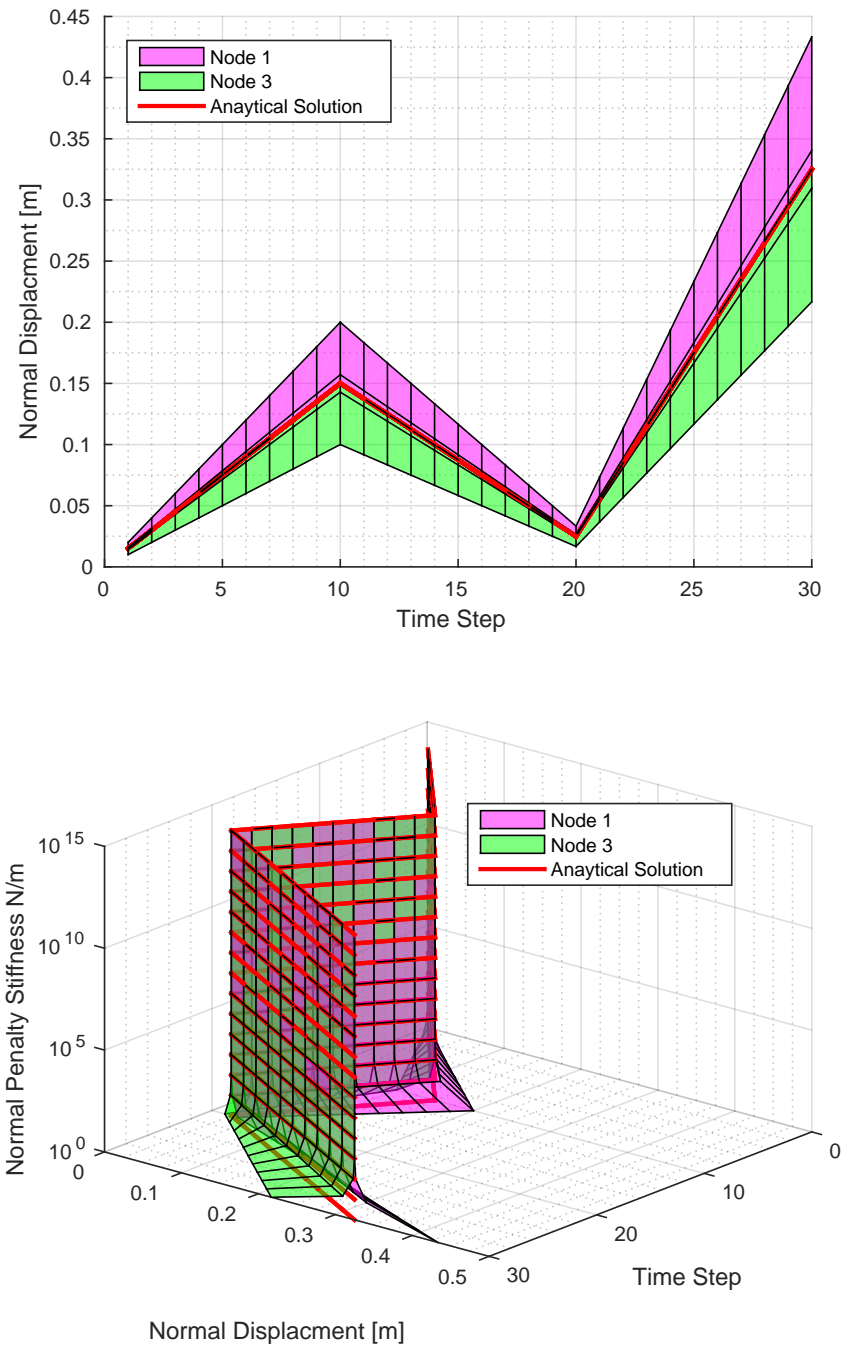 0.45
0.4
0.35
0.3
0.25
0.2
0.15
0.1
0.05
0
Normal Displacment [m]
Node 1
Node 3
Anaytical Solution
0 5 10 15 20 25 30
Time Step
10^15
10^10
10^5
10^0
Normal Penalty Stiffness N/m
Node 1
Node 3
Anaytical Solution
0
0.1
0.2
0.3
0.4
0.5
0
10
20
30
Time Step
Normal Displacment [m]